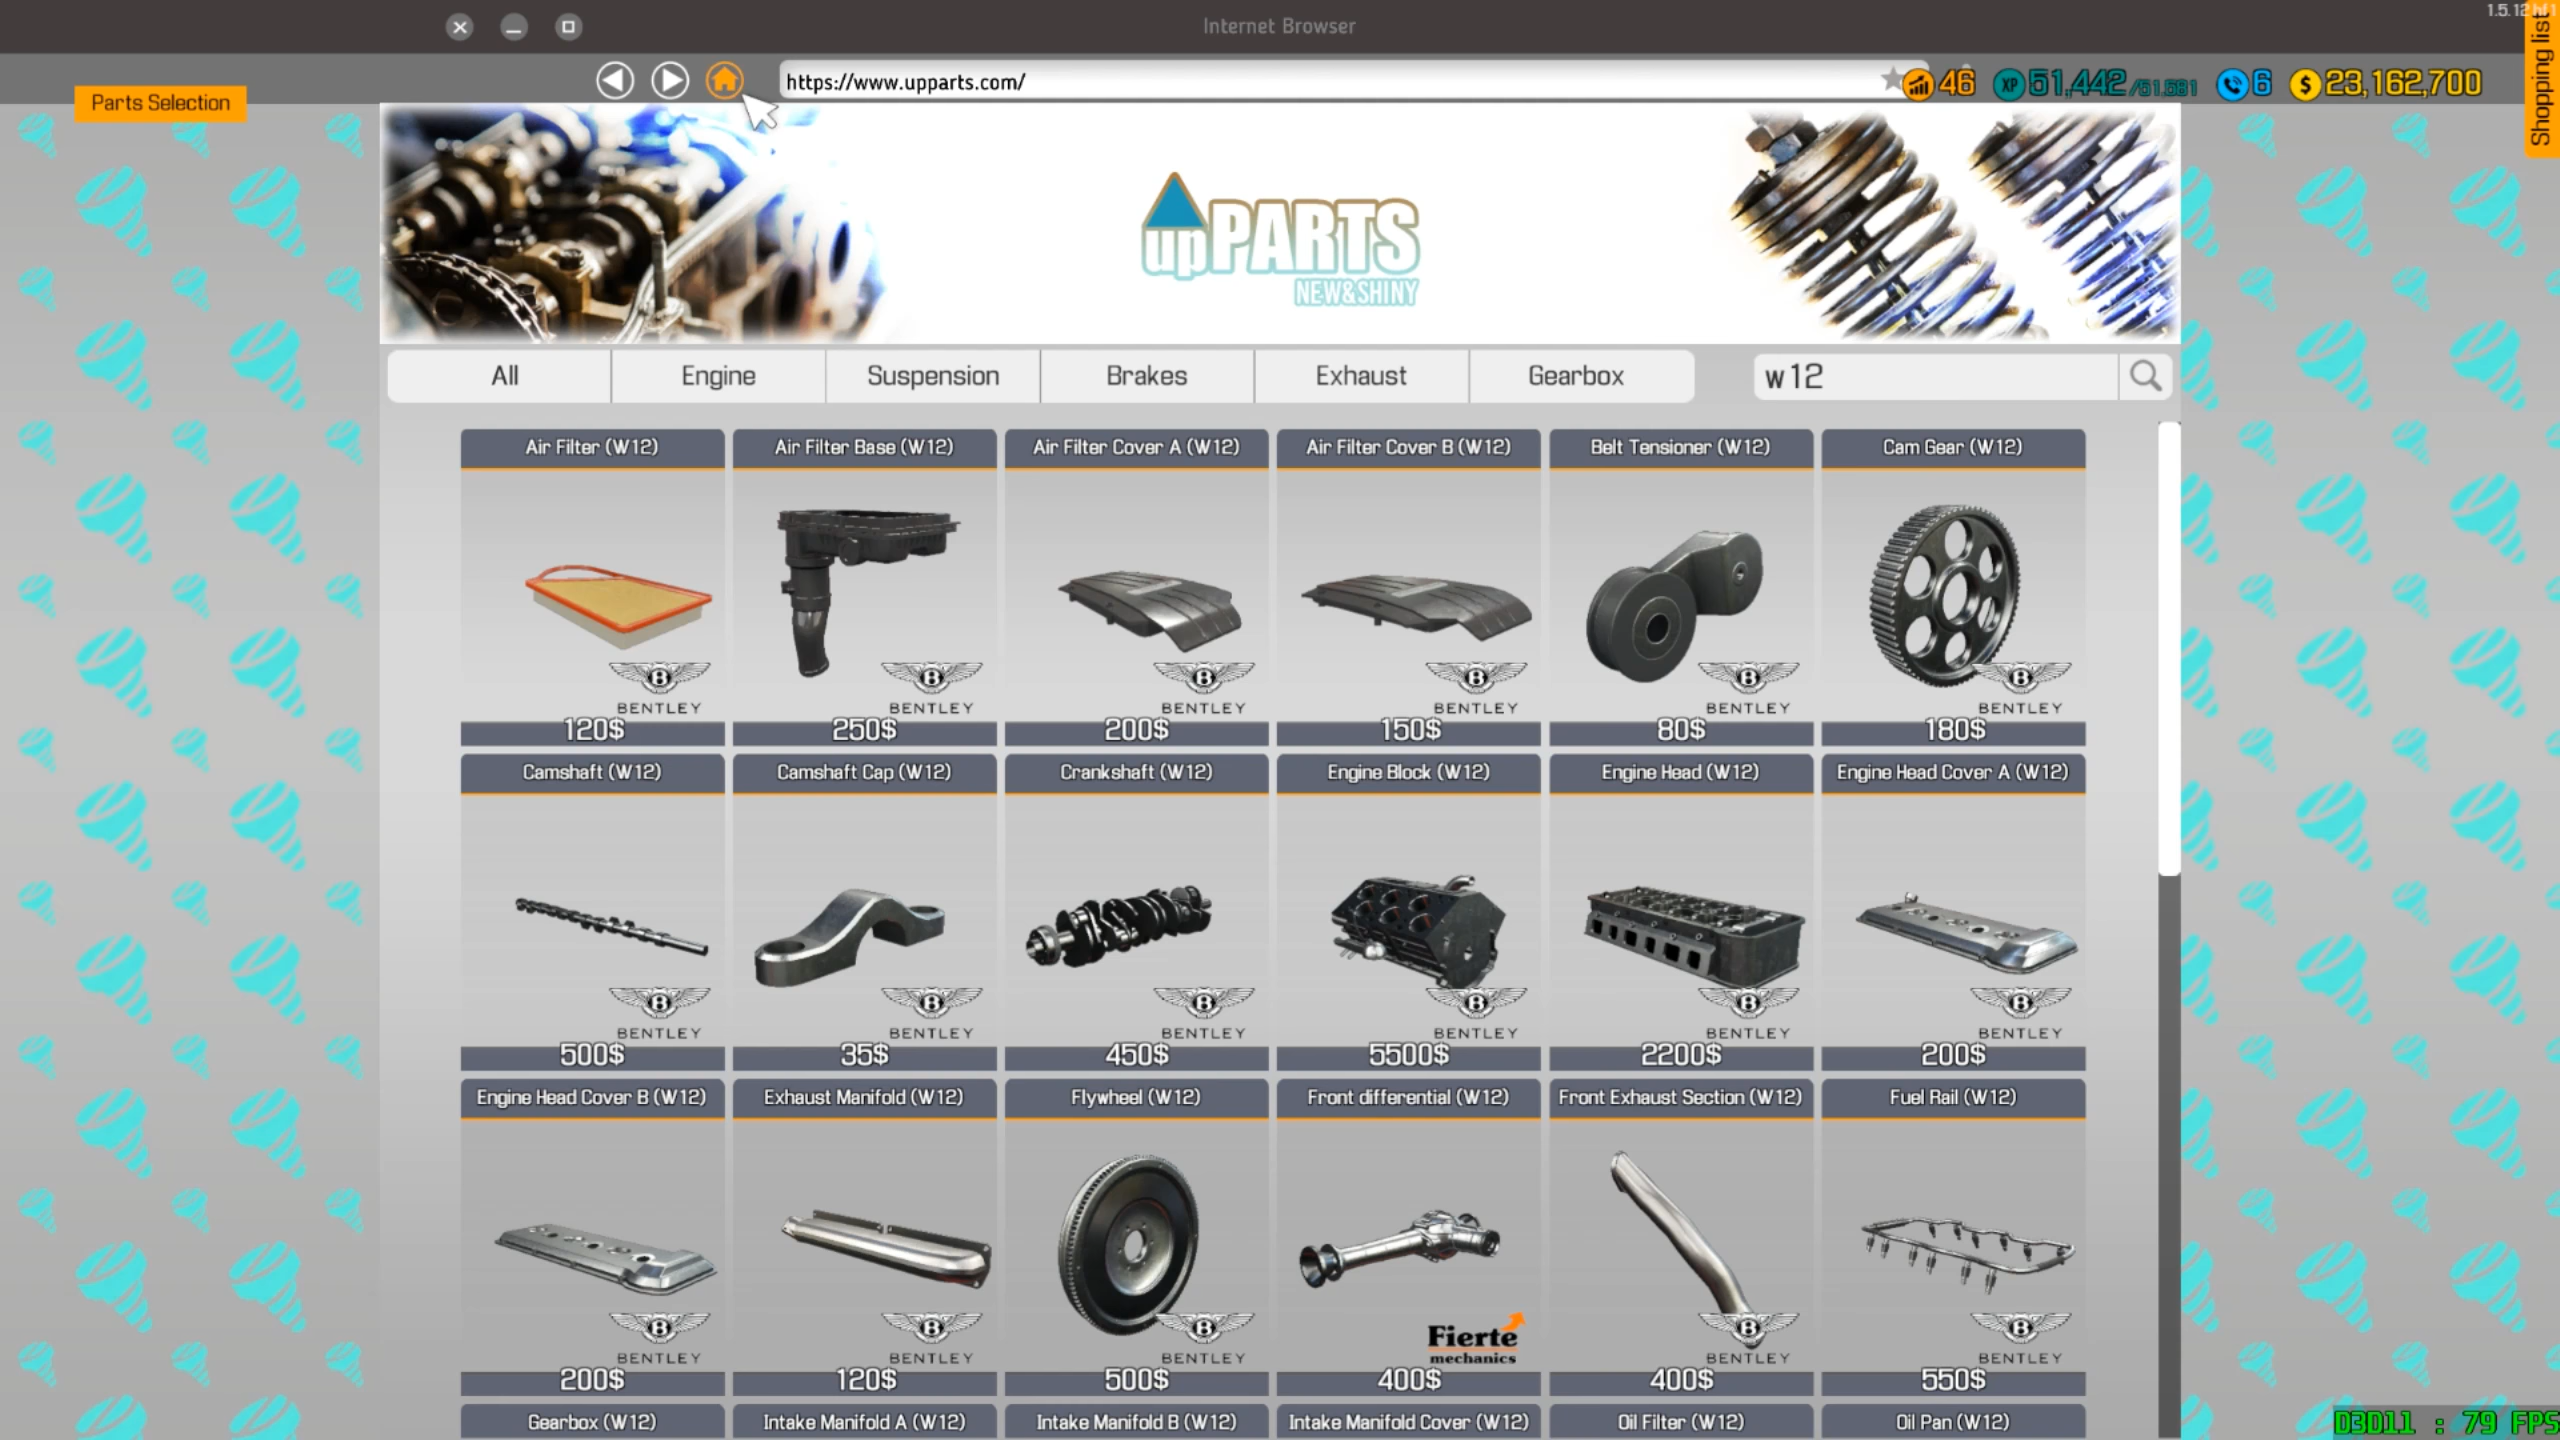 1.5.12hf1
Internet Browser
Shopping list
https://www.upparts.com/
46
XP 51,442/51,581
6
$ 23,162,700
Parts Selection
upPARTS
NEW&SHINY
All
Engine
Suspension
Brakes
Exhaust
Gearbox
w12
Air Filter (W12)
Air Filter Base (W12)
Air Filter Cover A (W12)
Air Filter Cover B (W12)
Belt Tensioner (W12)
Cam Gear (W12)
B
BENTLEY
B
BENTLEY
B
BENTLEY
B
BENTLEY
B
BENTLEY
B
BENTLEY
120$
250$
200$
150$
80$
180$
Camshaft (W12)
Camshaft Cap (W12)
Crankshaft (W12)
Engine Block (W12)
Engine Head (W12)
Engine Head Cover A (W12)
B
BENTLEY
B
BENTLEY
B
BENTLEY
B
BENTLEY
B
BENTLEY
B
BENTLEY
500$
35$
450$
5500$
2200$
200$
Engine Head Cover B (W12)
Exhaust Manifold (W12)
Flywheel (W12)
Front differential (W12)
Front Exhaust Section (W12)
Fuel Rail (W12)
B
BENTLEY
B
BENTLEY
B
BENTLEY
Fierte
mechanics
B
BENTLEY
B
BENTLEY
200$
120$
500$
400$
400$
550$
Gearbox (W12)
Intake Manifold A (W12)
Intake Manifold B (W12)
Intake Manifold Cover (W12)
Oil Filter (W12)
Oil Pan (W12)
D3D11 : 79 FPS